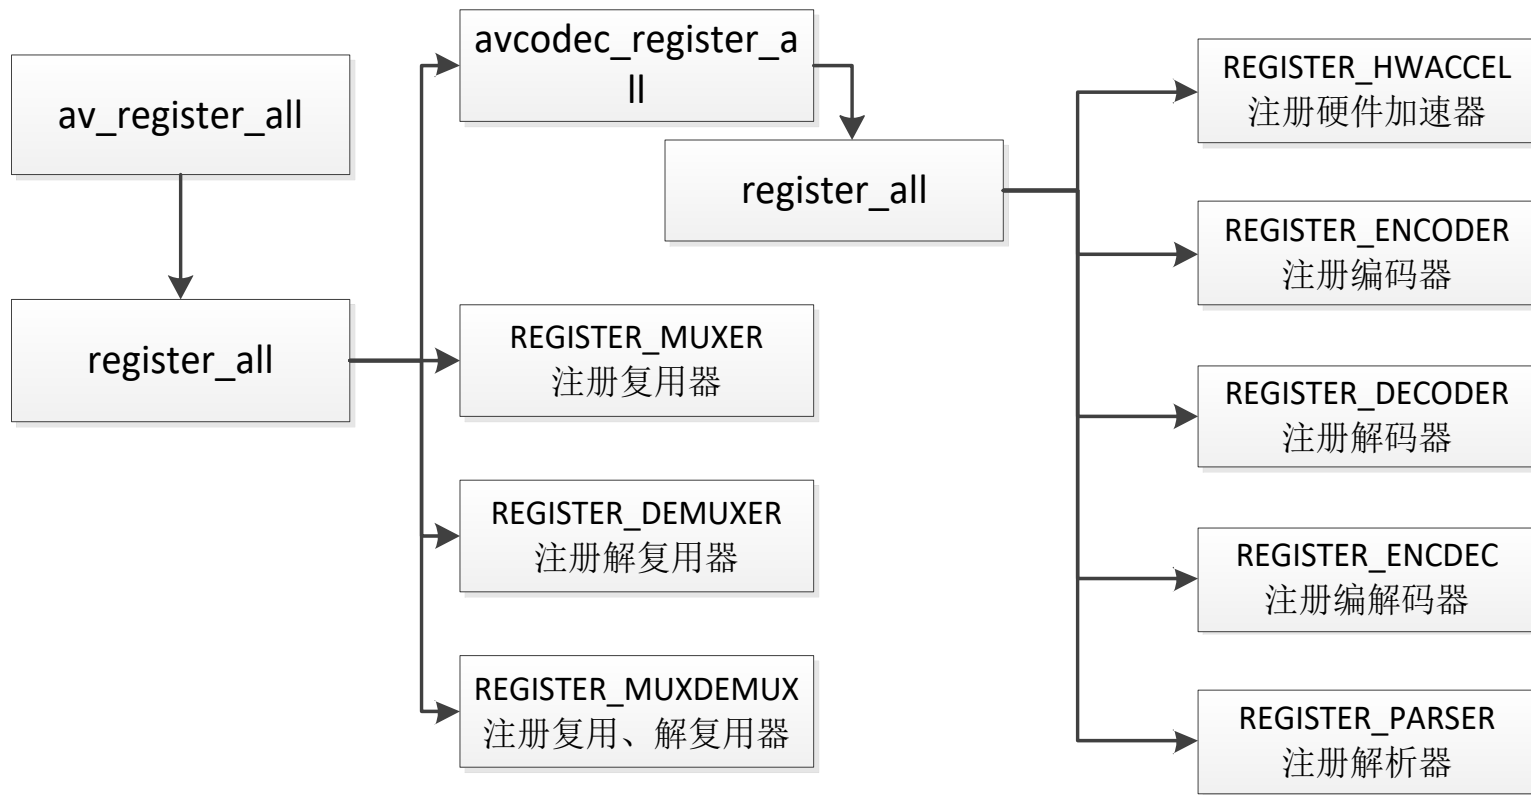 av_register_all
register_all
avcodec_register_a
ll
register_all
REGISTER_MUXER
注册复用器
REGISTER_DEMUXER
注册解复用器
REGISTER_MUXDEMUX
注册复用、解复用器
REGISTER_HWACCEL
注册硬件加速器
REGISTER_ENCODER
注册编码器
REGISTER_DECODER
注册解码器
REGISTER_ENCDEC
注册编解码器
REGISTER_PARSER
注册解析器